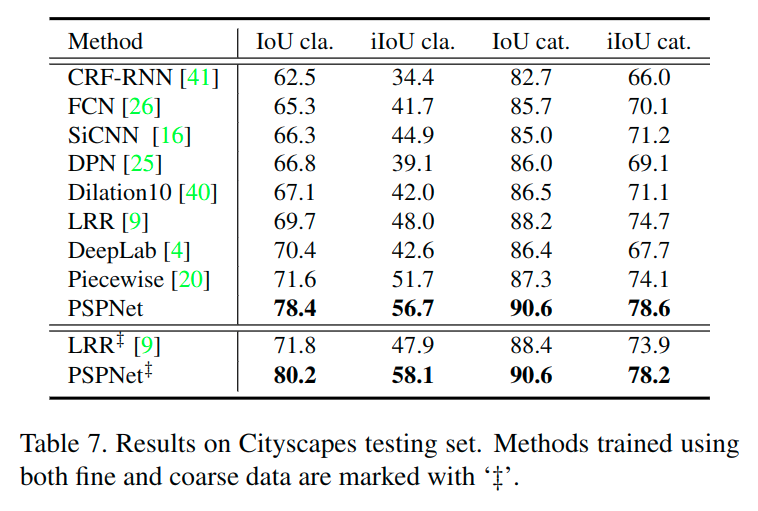 Method IoU cla. iIoU cla. IoU cat. iIoU cat.
CRF-RNN [41] 62.5 34.4 82.7 66.0
FCN [26] 65.3 41.7 85.7 70.1
SiCNN [16] 66.3 44.9 85.0 71.2
DPN [25] 66.8 39.1 86.0 69.1
Dilation10 [40] 67.1 42.0 86.5 71.1
LRR [9] 69.7 48.0 88.2 74.7
DeepLab [4] 70.4 42.6 86.4 67.7
Piecewise [20] 71.6 51.7 87.3 74.1
PSPNet 78.4 56.7 90.6 78.6
LRR‡ [9] 71.8 47.9 88.4 73.9
PSPNet‡ 80.2 58.1 90.6 78.2
Table 7. Results on Cityscapes testing set. Methods trained using
both fine and coarse data are marked with ‘‡’.